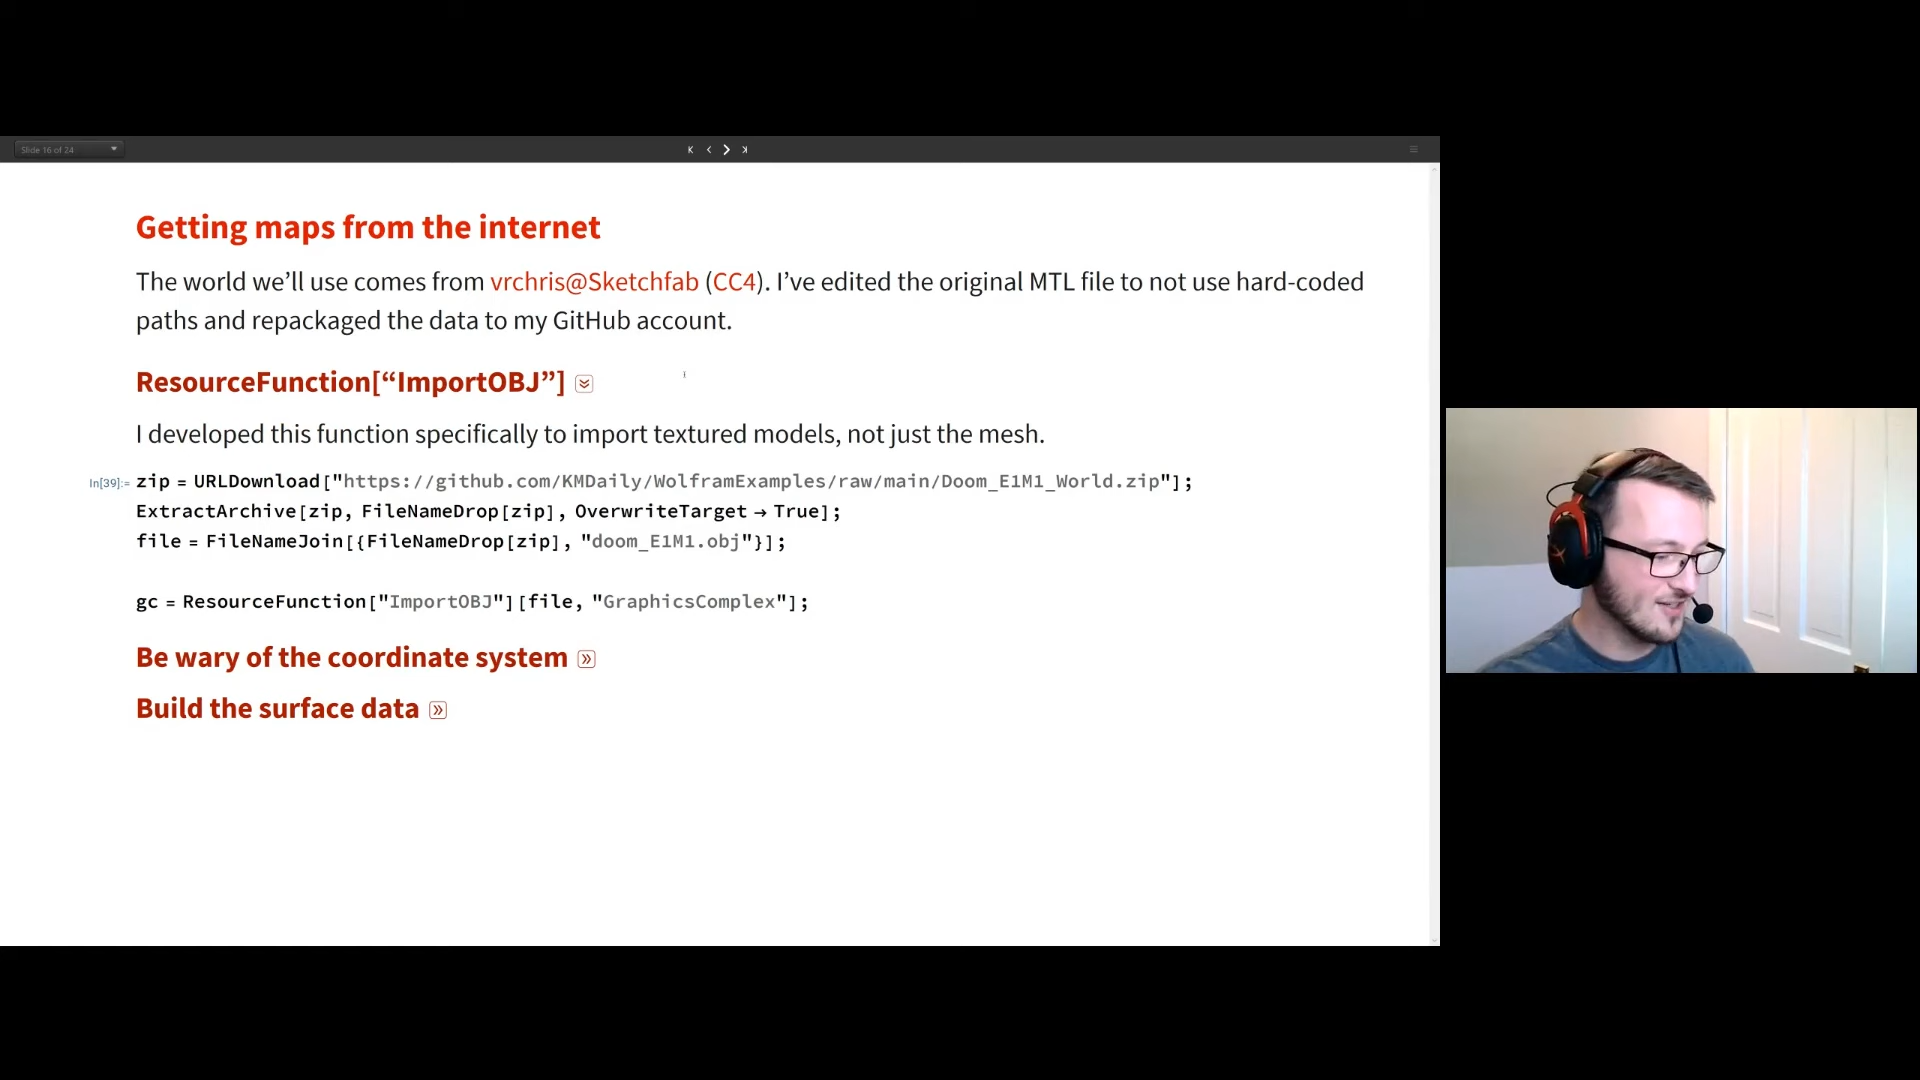 Slide 16 of 24
Getting maps from the internet
The world we’ll use comes from vrchris@Sketchfab (CC4). I’ve edited the original MTL file to not use hard-coded
paths and repackaged the data to my GitHub account.
ResourceFunction[“ImportOBJ”]
I developed this function specifically to import textured models, not just the mesh.
In[39]:= zip = URLDownload["https://github.com/KMDaily/WolframExamples/raw/main/Doom_E1M1_World.zip"];
ExtractArchive[zip, FileNameDrop[zip], OverwriteTarget → True];
file = FileNameJoin[{FileNameDrop[zip], "doom_E1M1.obj"}];
gc = ResourceFunction["ImportOBJ"][file, "GraphicsComplex"];
Be wary of the coordinate system
Build the surface data